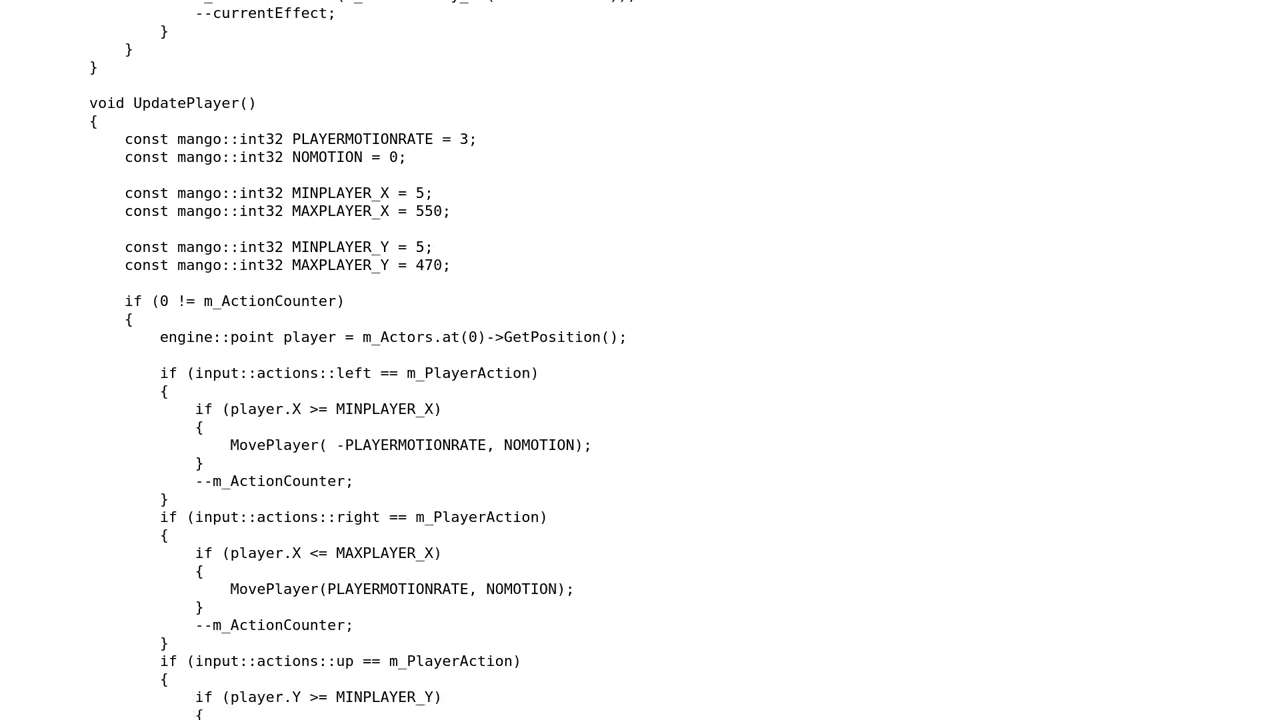 --currentEffect;
}
}
}
void UpdatePlayer()
{
const mango::int32 PLAYERMOTIONRATE = 3;
const mango::int32 NOMOTION = 0;
const mango::int32 MINPLAYER_X = 5;
const mango::int32 MAXPLAYER_X = 550;
const mango::int32 MINPLAYER_Y = 5;
const mango::int32 MAXPLAYER_Y = 470;
if (0 != m_ActionCounter)
{
engine::point player = m_Actors.at(0)->GetPosition();
if (input::actions::left == m_PlayerAction)
{
if (player.X >= MINPLAYER_X)
{
MovePlayer( -PLAYERMOTIONRATE, NOMOTION);
}
--m_ActionCounter;
}
if (input::actions::right == m_PlayerAction)
{
if (player.X <= MAXPLAYER_X)
{
MovePlayer(PLAYERMOTIONRATE, NOMOTION);
}
--m_ActionCounter;
}
if (input::actions::up == m_PlayerAction)
{
if (player.Y >= MINPLAYER_Y)
{